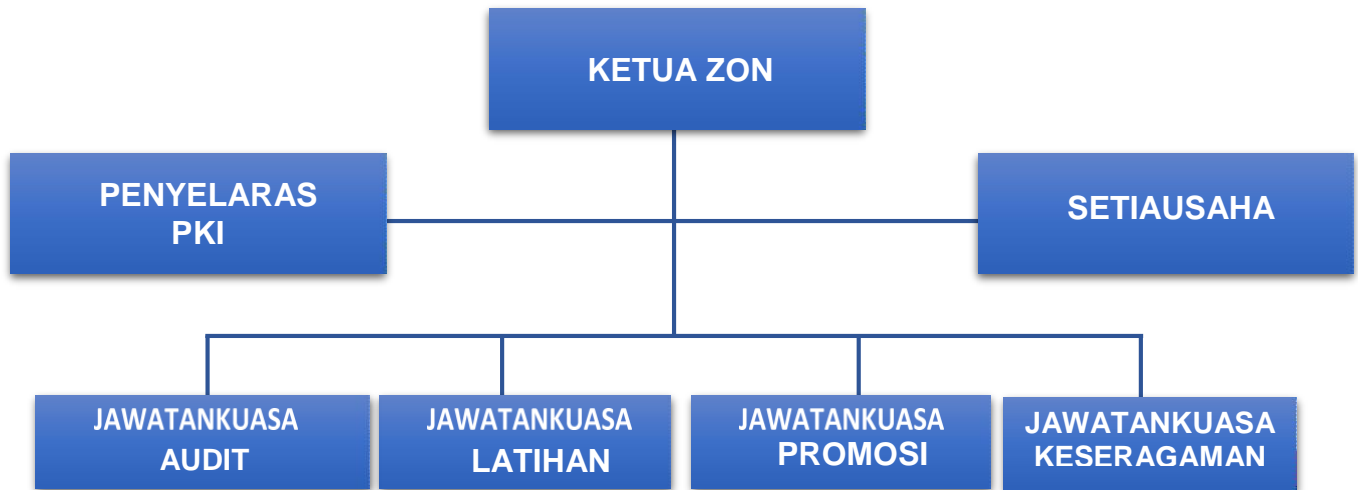 KETUA ZON
PENYELARAS
PKI
SETIAUSAHA
JAWATANKUASA
AUDIT
JAWATANKUASA
LATIHAN
JAWATANKUASA
PROMOSI
JAWATANKUASA
KESERAGAMAN